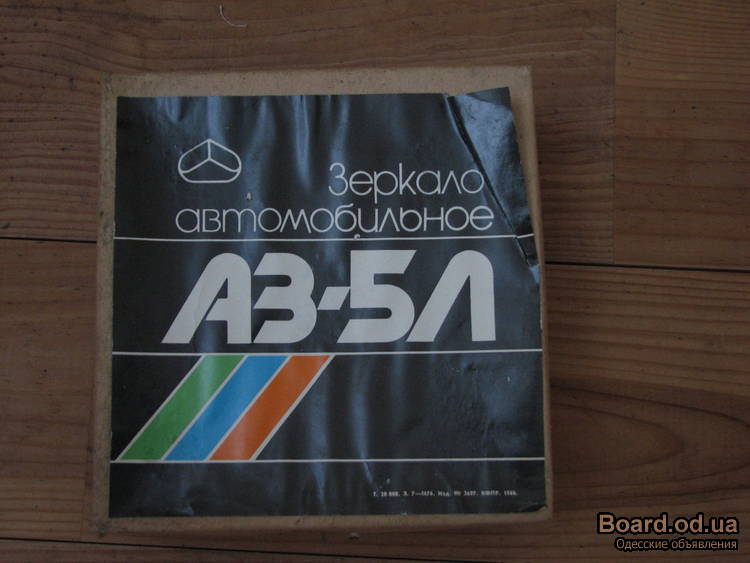 Зеркало
автомобильное
АЗ-5Л
Board.od.ua
Одесские объявления